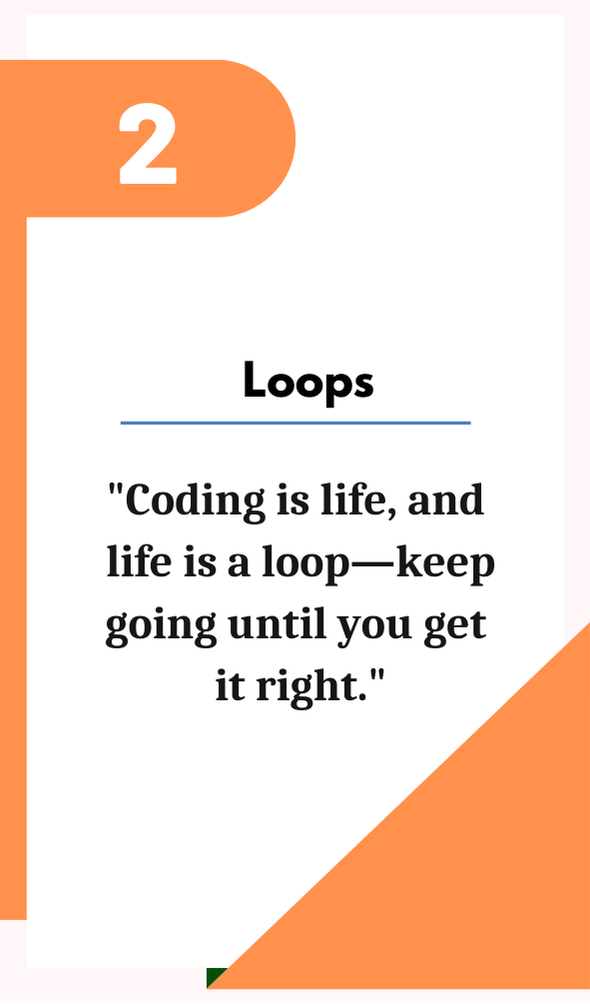 2
Loops
"Coding is life, and
life is a loop—keep
going until you get
it right."